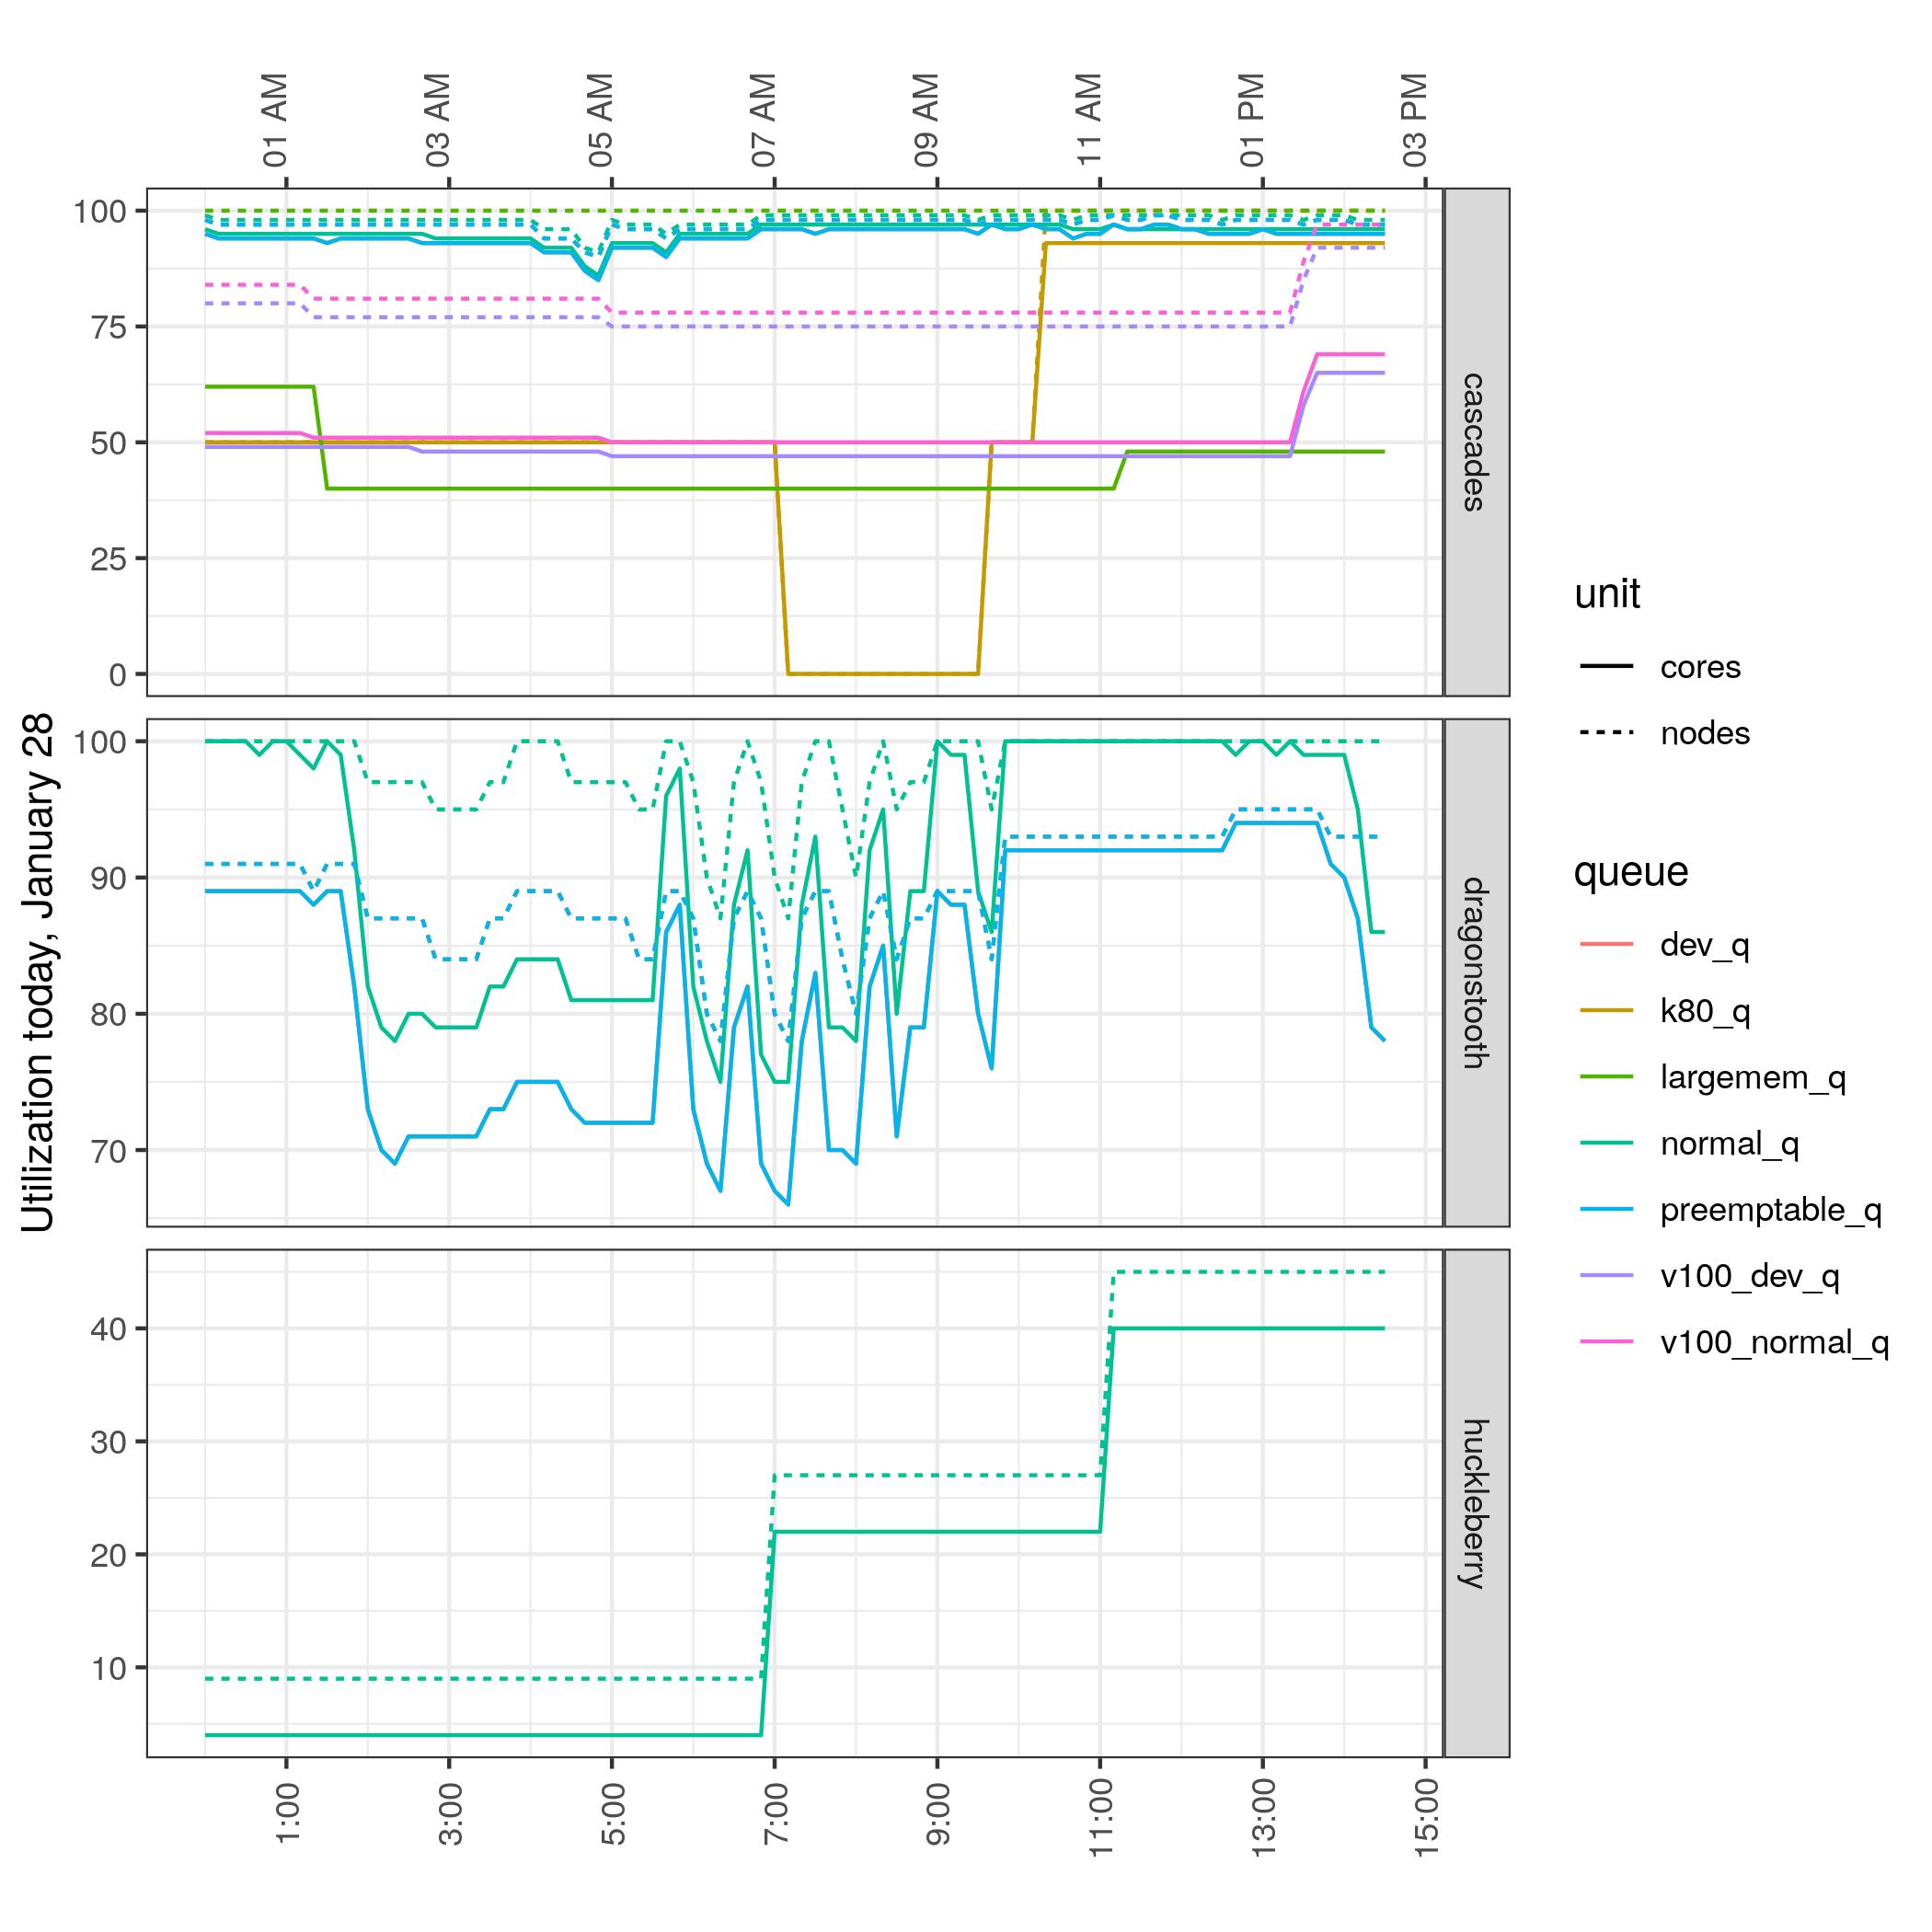 01 AM
03 AM
05 AM
07 AM
09 AM
11 AM
01 PM
03 PM
Utilization today, January 28
100
75
50
25
0
cascades
100
90
80
70
dragonstooth
40
30
20
10
huckleberry
1:00
3:00
5:00
7:00
9:00
11:00
13:00
15:00
unit
cores
nodes
queue
dev_q
k80_q
largemem_q
normal_q
preemptable_q
v100_dev_q
v100_normal_q